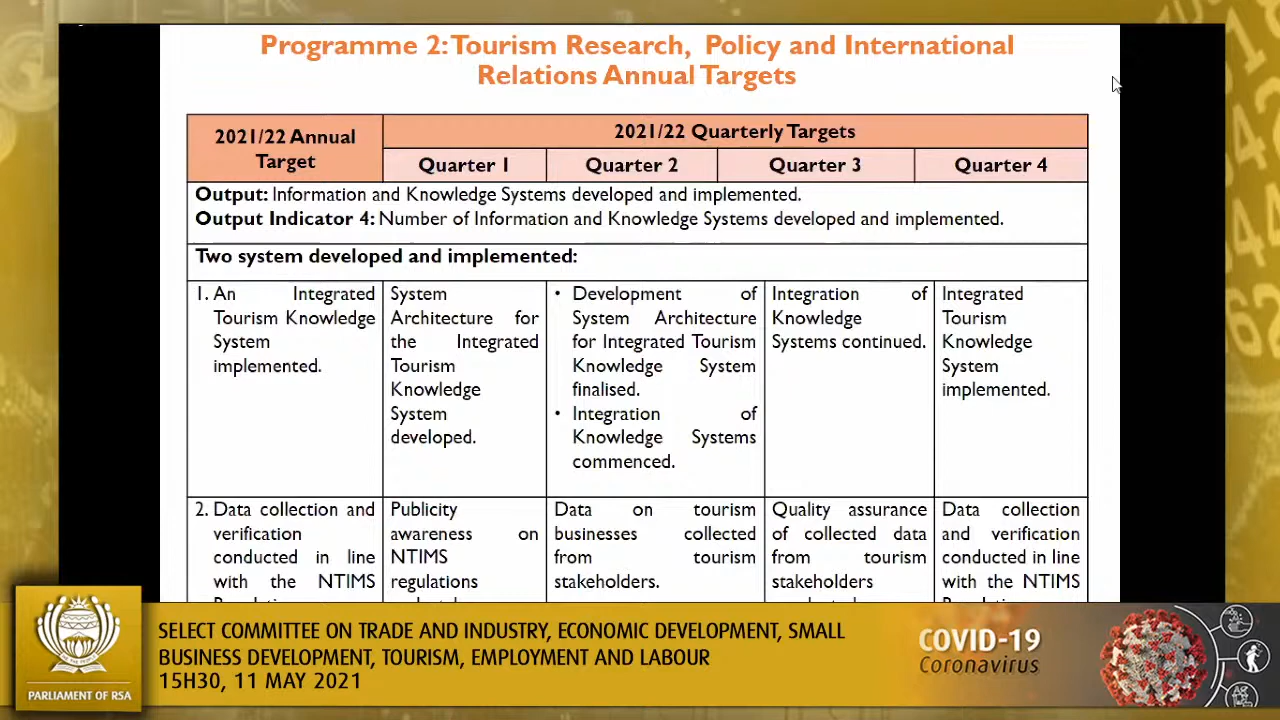 Programme 2: Tourism Research, Policy and International
Relations Annual Targets
2021/22 Annual
Target
2021/22 Quarterly Targets
Quarter 1
Quarter 2
Quarter 3
Quarter 4
Output: Information and Knowledge Systems developed and implemented.
Output Indicator 4: Number of Information and Knowledge Systems developed and implemented.
Two system developed and implemented:
1. An Integrated
Tourism Knowledge
System
implemented.
System
Architecture for
the Integrated
Tourism
Knowledge
System
developed.
• Development of
System Architecture
for Integrated Tourism
Knowledge System
finalised.
• Integration of
Knowledge Systems
commenced.
Integration of
Knowledge
Systems continued.
Integrated
Tourism
Knowledge
System
implemented.
2. Data collection and
verification
conducted in line
with the NTIMS
Publicity
awareness on
NTIMS
regulations
Data on tourism
businesses collected
from tourism
stakeholders.
Quality assurance
of collected data
from tourism
stakeholders
Data collection
and verification
conducted in line
with the NTIMS
PARLIAMENT OF RSA
SELECT COMMITTEE ON TRADE AND INDUSTRY, ECONOMIC DEVELOPMENT, SMALL
BUSINESS DEVELOPMENT, TOURISM, EMPLOYMENT AND LABOUR
15H30, 11 MAY 2021
COVID-19
Coronavirus